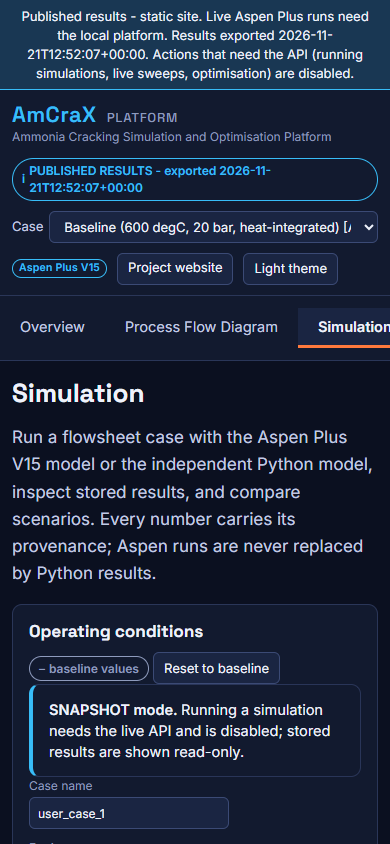 Published results - static site. Live Aspen Plus runs need
the local platform. Results exported 2026-11-
21T12:52:07+00:00. Actions that need the API (running
simulations, live sweeps, optimisation) are disabled.
AmCraX PLATFORM
Ammonia Cracking Simulation and Optimisation Platform
i PUBLISHED RESULTS - exported 2026-11-
21T12:52:07+00:00
Case Baseline (600 degC, 20 bar, heat-integrated) [
Aspen Plus V15 Project website Light theme
Overview Process Flow Diagram Simulation
Simulation
Run a flowsheet case with the Aspen Plus
V15 model or the independent Python model,
inspect stored results, and compare
scenarios. Every number carries its
provenance; Aspen runs are never replaced
by Python results.
Operating conditions
– baseline values Reset to baseline
SNAPSHOT mode. Running a simulation
needs the live API and is disabled; stored
results are shown read-only.
Case name
user_case_1